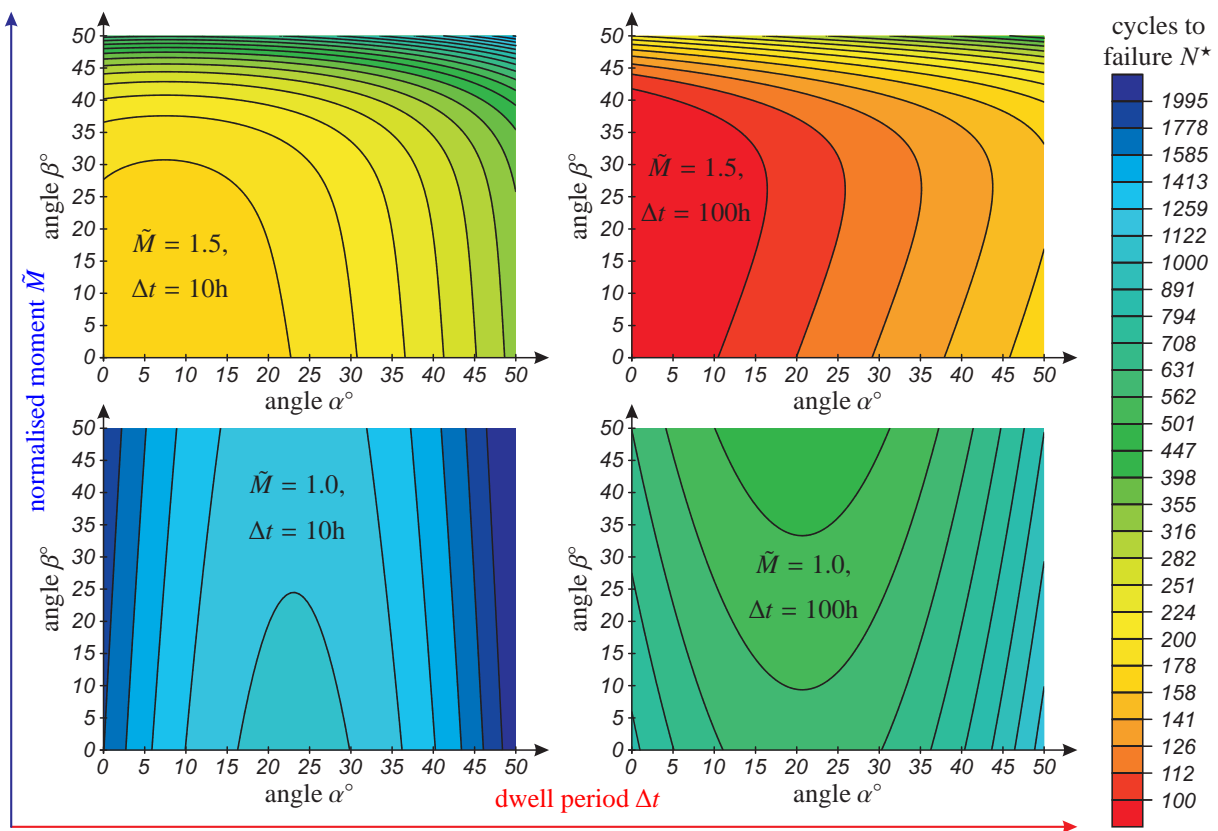 normalised moment M̃
dwell period Δt
50
45
40
35
30
25
20
15
10
5
0
angle β°
M̃ = 1.5,
Δt = 10h
0 5 10 15 20 25 30 35 40 45 50
angle α°
50
45
40
35
30
25
20
15
10
5
0
angle β°
M̃ = 1.5,
Δt = 100h
0 5 10 15 20 25 30 35 40 45 50
angle α°
50
45
40
35
30
25
20
15
10
5
0
angle β°
M̃ = 1.0,
Δt = 10h
0 5 10 15 20 25 30 35 40 45 50
angle α°
50
45
40
35
30
25
20
15
10
5
0
angle β°
M̃ = 1.0,
Δt = 100h
0 5 10 15 20 25 30 35 40 45 50
angle α°
cycles to
failure N★
1995
1778
1585
1413
1259
1122
1000
891
794
708
631
562
501
447
398
355
316
282
251
224
200
178
158
141
126
112
100